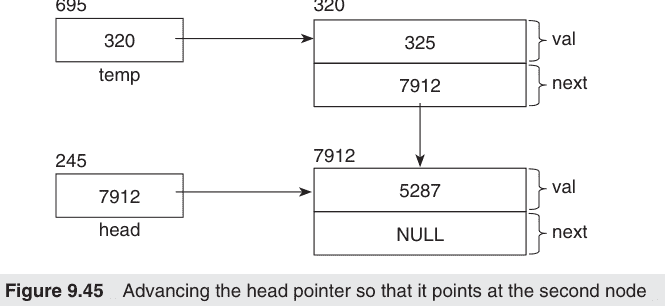 695
320
320
325
val
temp
7912
next
245
7912
7912
5287
val
head
NULL
next
Figure 9.45 Advancing the head pointer so that it points at the second node